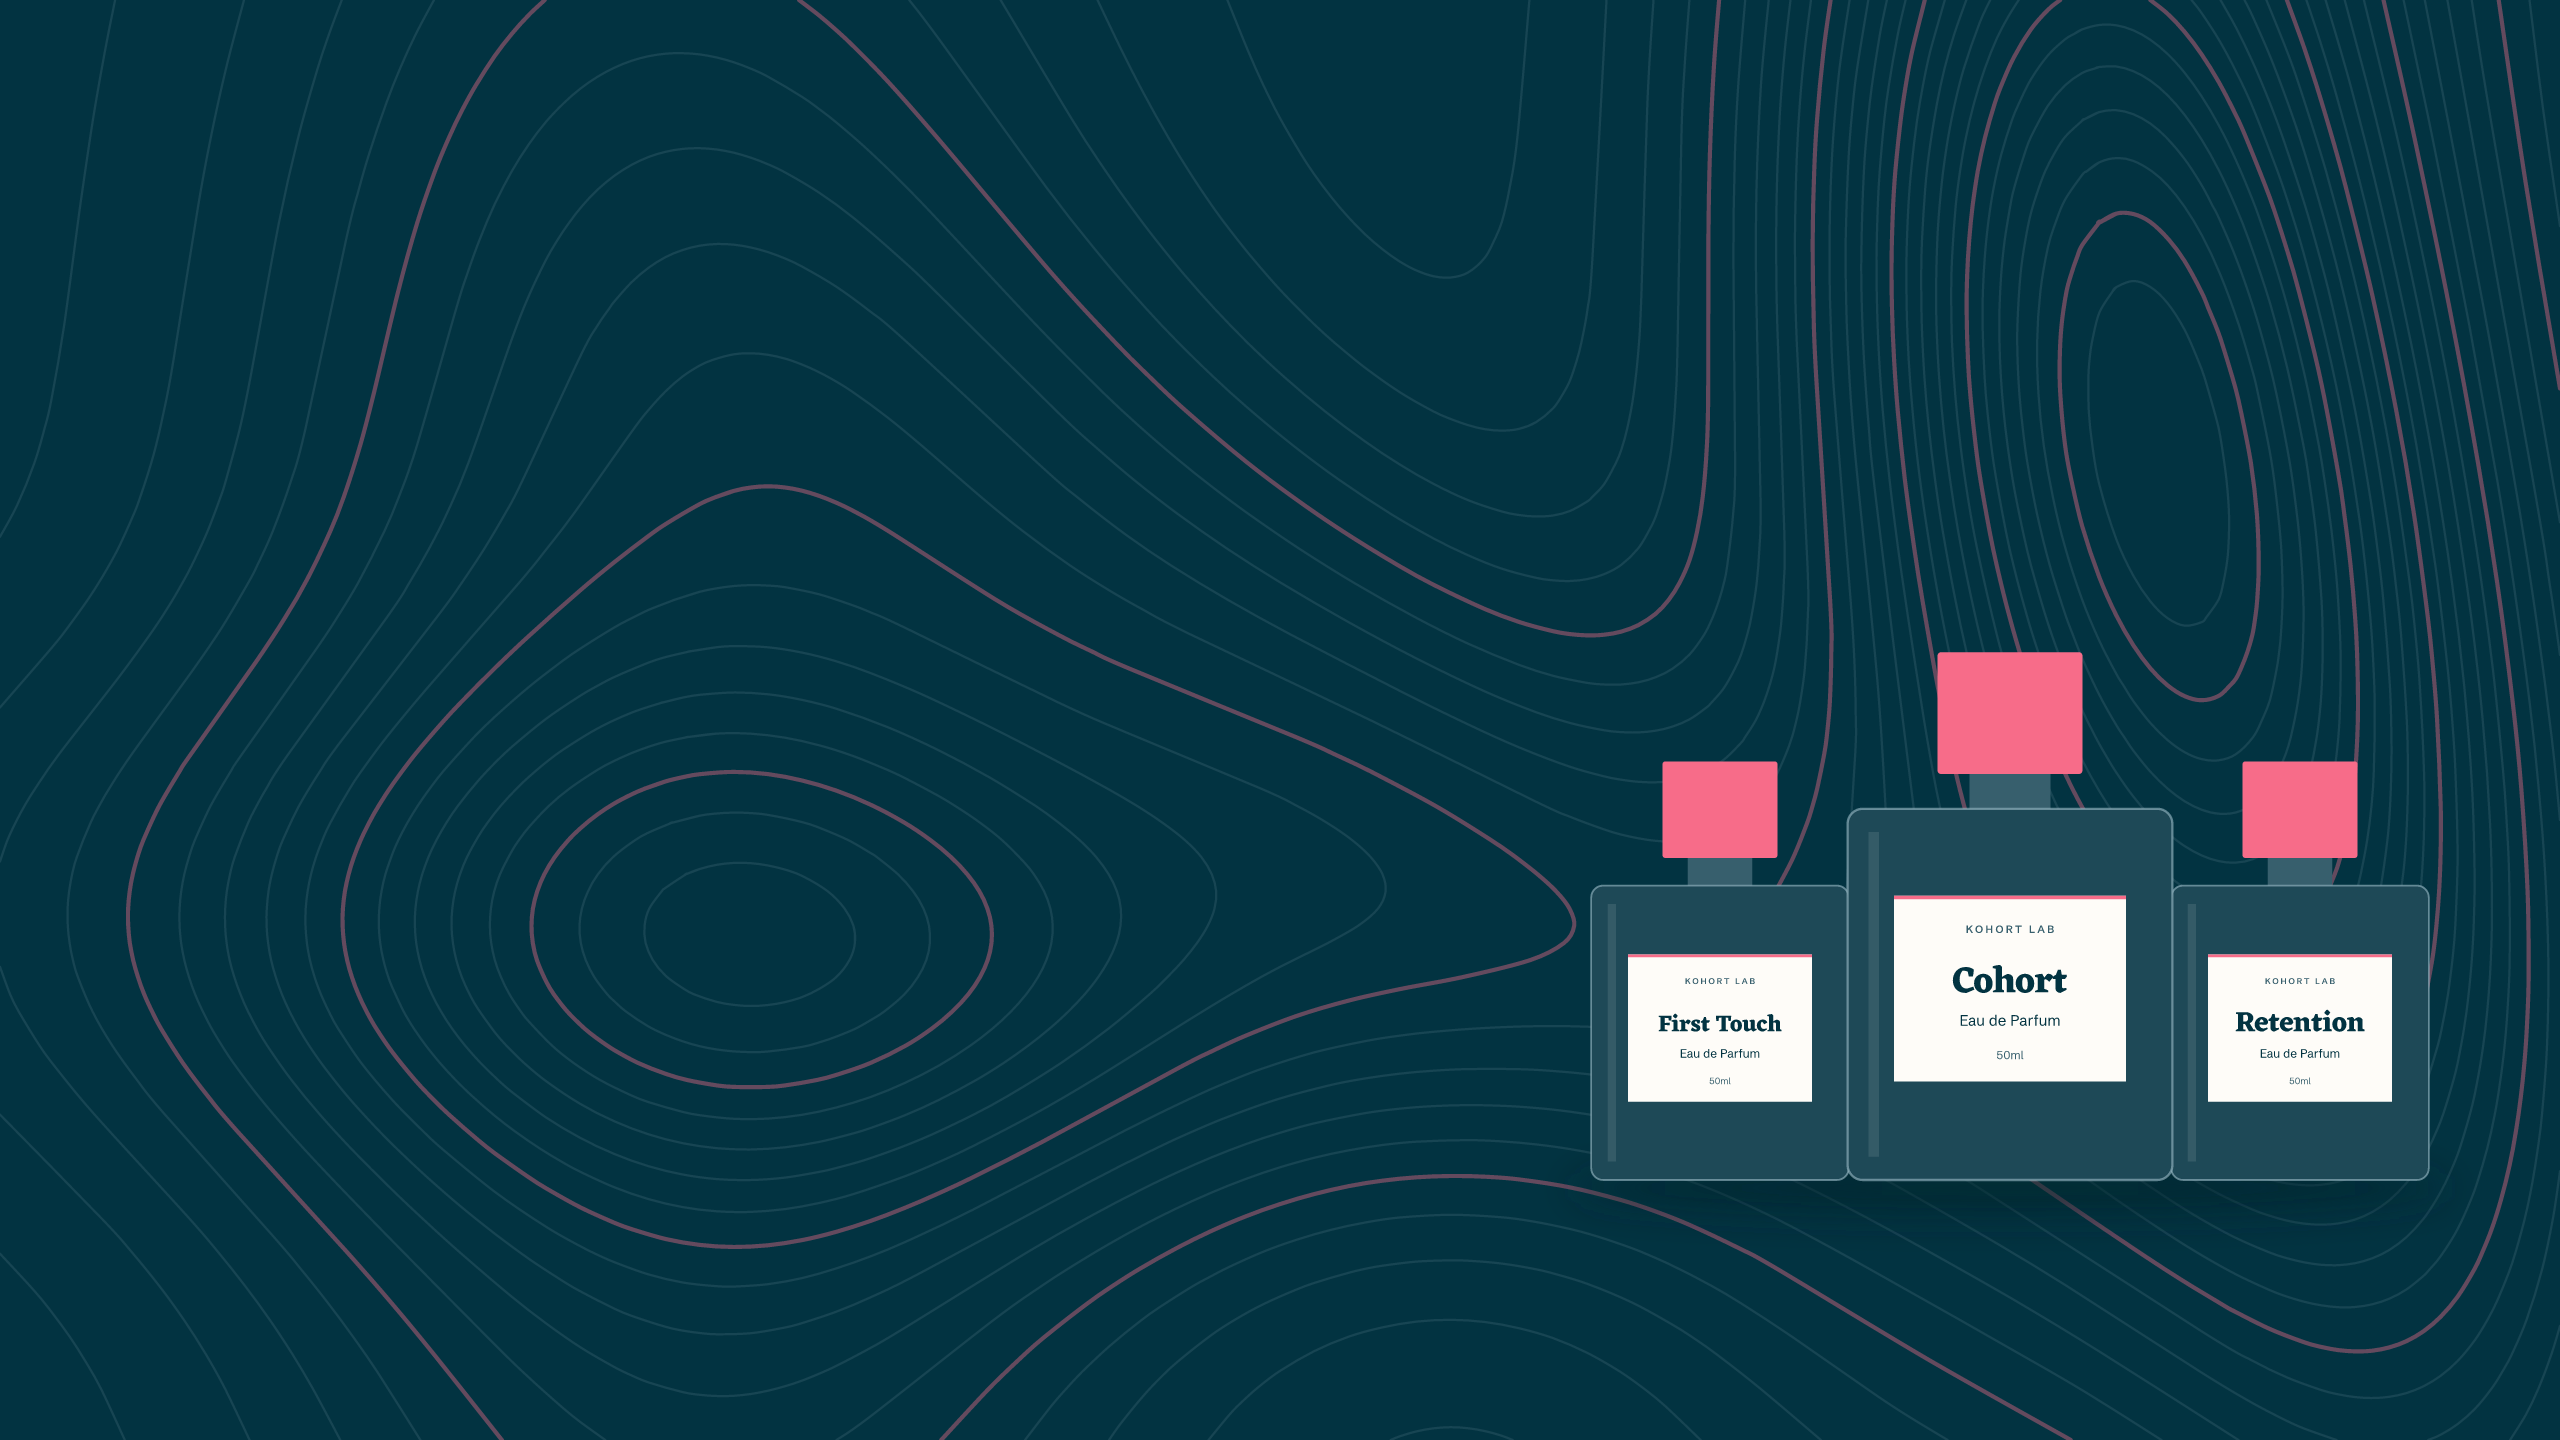 KOHORT LAB
First Touch
Eau de Parfum
50ml
KOHORT LAB
Cohort
Eau de Parfum
50ml
KOHORT LAB
Retention
Eau de Parfum
50ml